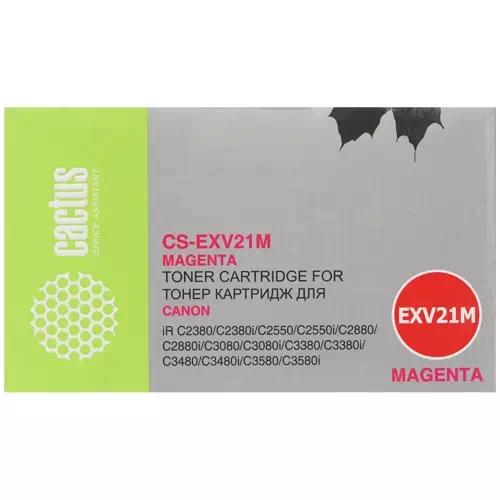 cactus
OFFICE ASSISTANT
CS-EXV21M
MAGENTA
TONER CARTRIDGE FOR
ТОНЕР КАРТРИДЖ ДЛЯ
CANON
iR C2380/C2380i/C2550/C2550i/C2880/
C2880i/C3080/C3080i/C3380/C3380i/
C3480/C3480i/C3580/C3580i
EXV21M
MAGENTA